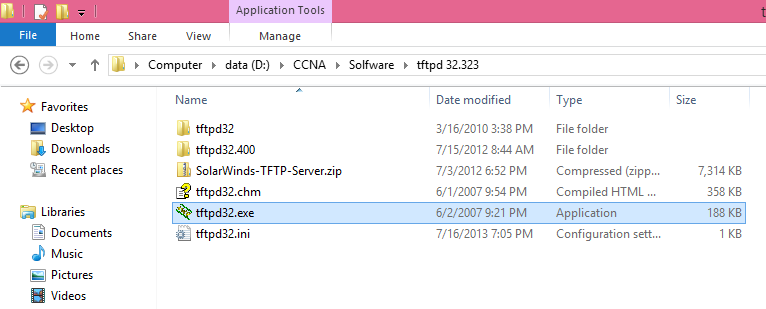 Application Tools
t
File Home Share View Manage
Computer data (D:) CCNA Solfware tftpd 32.323
Name Date modified Type Size
Favorites
Desktop
Downloads
Recent places
Libraries
Documents
Music
Pictures
Videos
tftpd32 3/16/2010 3:38 PM File folder
tftpd32.400 7/15/2012 8:44 AM File folder
SolarWinds-TFTP-Server.zip 7/3/2012 6:52 PM Compressed (zipp... 7,314 KB
tftpd32.chm 6/1/2007 9:54 PM Compiled HTML ... 358 KB
tftpd32.exe 6/2/2007 9:21 PM Application 188 KB
tftpd32.ini 7/16/2013 7:05 PM Configuration sett... 1 KB